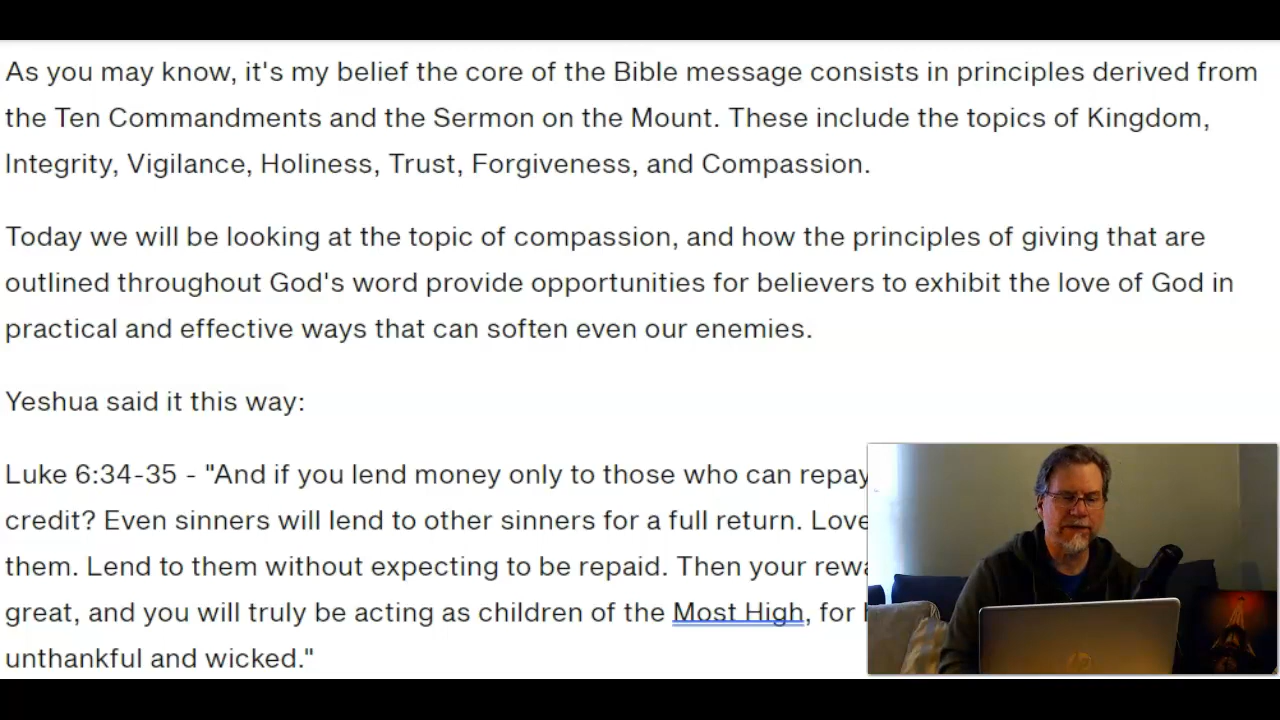 As you may know, it's my belief the core of the Bible message consists in principles derived from
the Ten Commandments and the Sermon on the Mount. These include the topics of Kingdom,
Integrity, Vigilance, Holiness, Trust, Forgiveness, and Compassion.
Today we will be looking at the topic of compassion, and how the principles of giving that are
outlined throughout God's word provide opportunities for believers to exhibit the love of God in
practical and effective ways that can soften even our enemies.
Yeshua said it this way:
Luke 6:34-35 - "And if you lend money only to those who can repay
credit? Even sinners will lend to other sinners for a full return. Love
them. Lend to them without expecting to be repaid. Then your
great, and you will truly be acting as children of the Most High, for
unthankful and wicked."